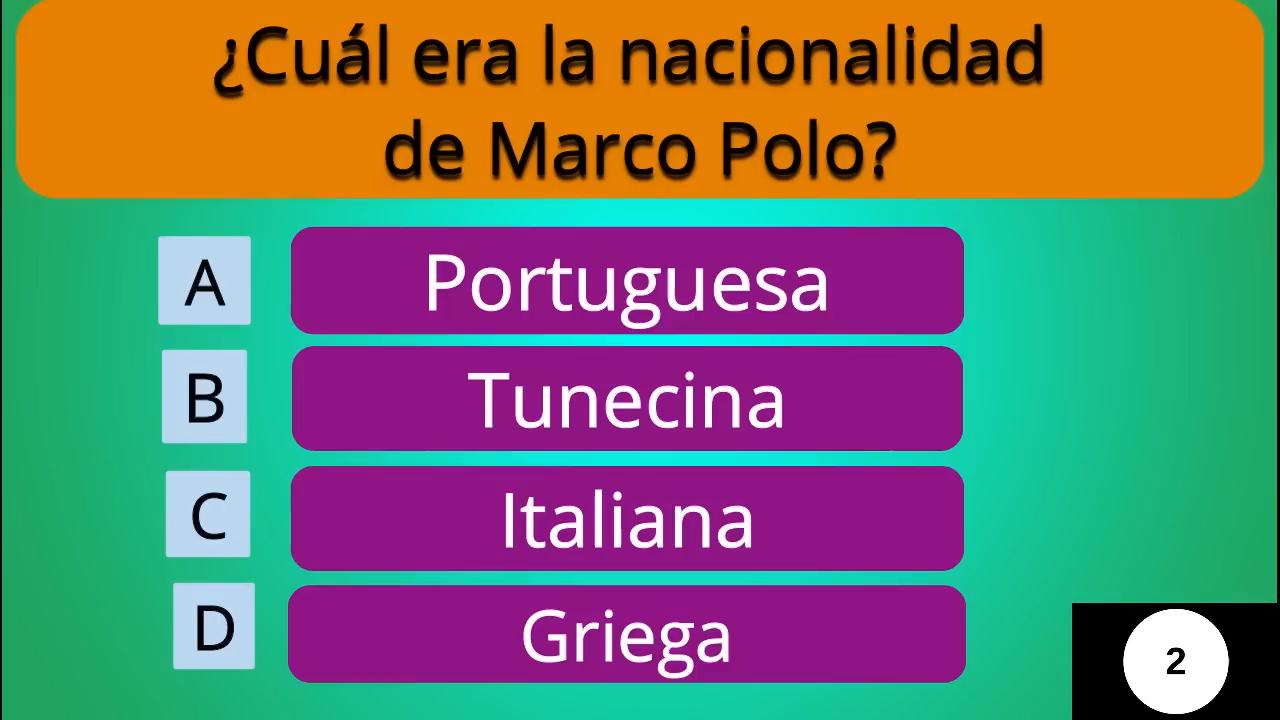 ¿Cuál era la nacionalidad
de Marco Polo?
A Portuguesa
B Tunecina
C Italiana
D Griega
2